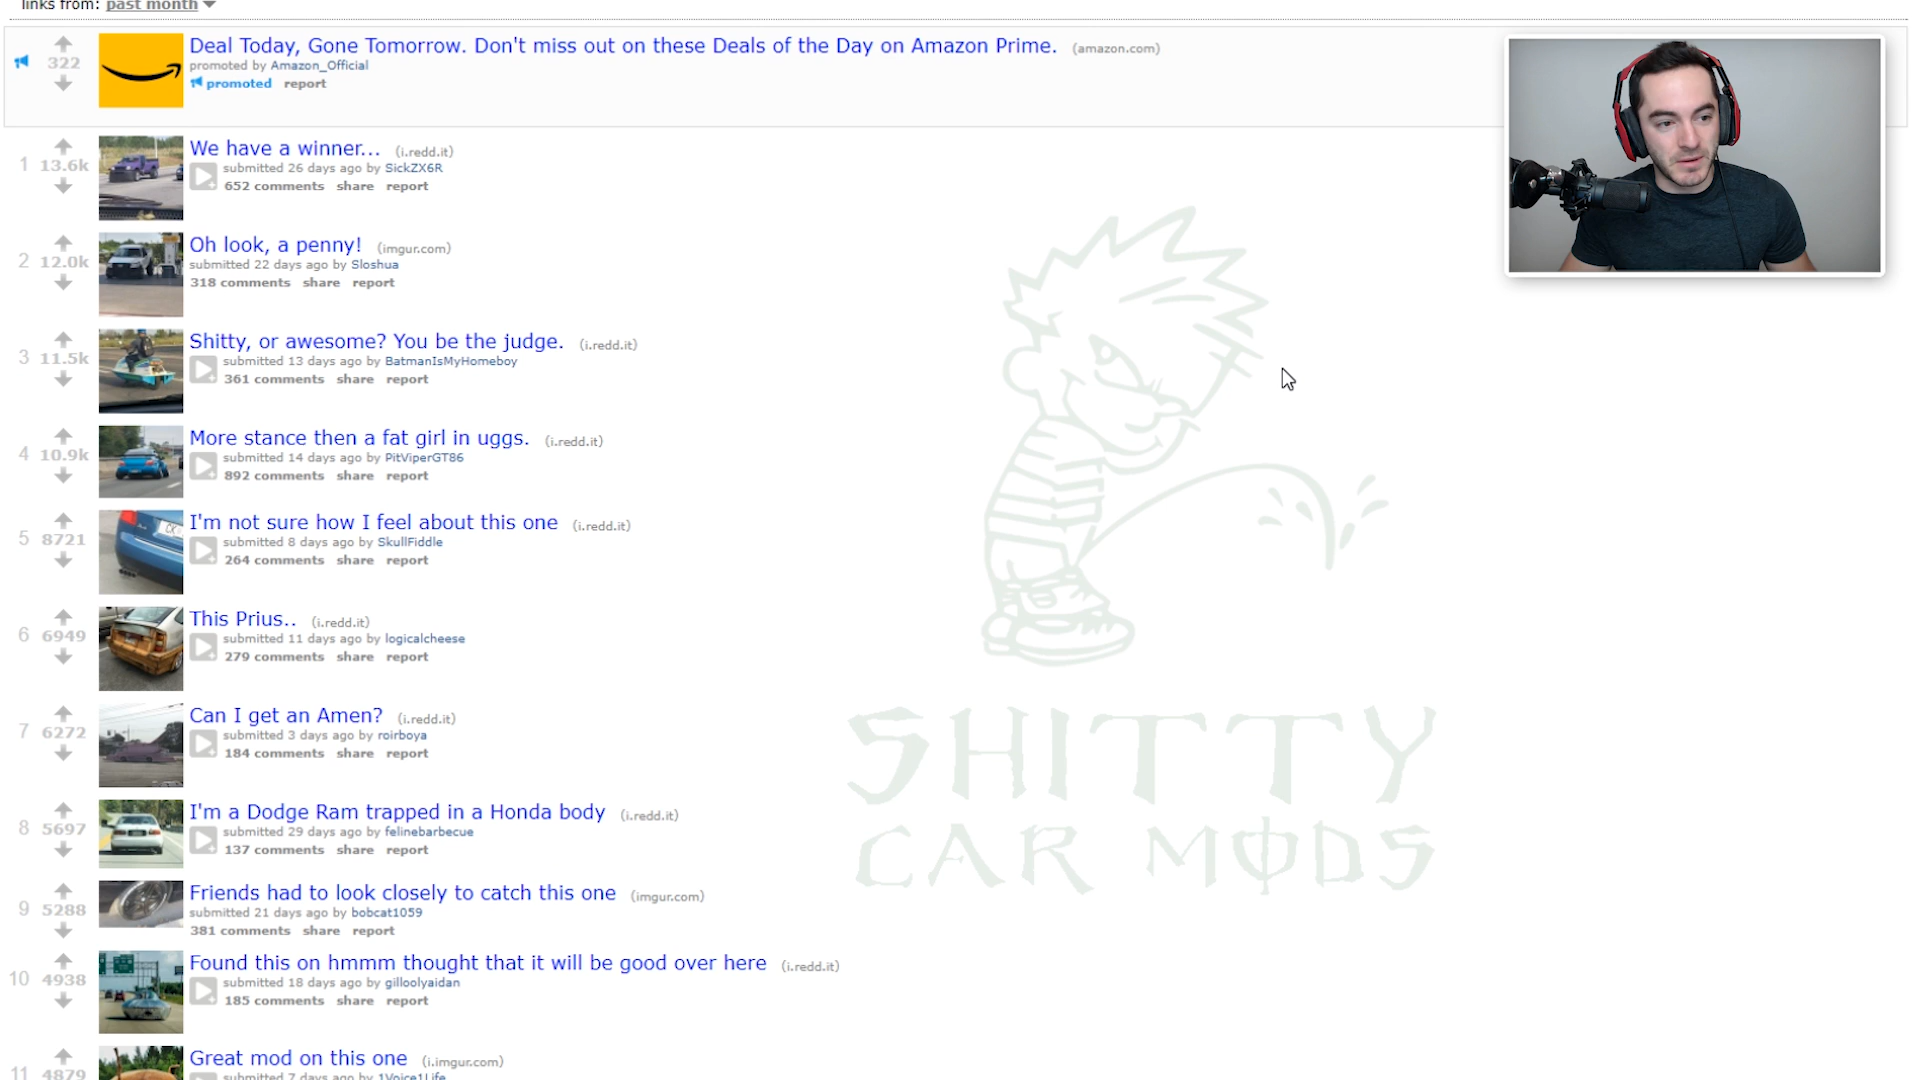 links from: past month
322
Deal Today, Gone Tomorrow. Don't miss out on these Deals of the Day on Amazon Prime. (amazon.com)
promoted by Amazon_Official
promoted report
1 13.6k
We have a winner... (i.redd.it)
submitted 26 days ago by SickZX6R
652 comments share report
2 12.0k
Oh look, a penny! (imgur.com)
submitted 22 days ago by Sloshua
318 comments share report
3 11.5k
Shitty, or awesome? You be the judge. (i.redd.it)
submitted 13 days ago by BatmanIsMyHomeboy
361 comments share report
4 10.9k
More stance then a fat girl in uggs. (i.redd.it)
submitted 14 days ago by PitViperGT86
892 comments share report
5 8721
I'm not sure how I feel about this one (i.redd.it)
submitted 8 days ago by SkullFiddle
264 comments share report
6 6949
This Prius.. (i.redd.it)
submitted 11 days ago by logicalcheese
279 comments share report
7 6272
Can I get an Amen? (i.redd.it)
submitted 3 days ago by roirboya
184 comments share report
8 5697
I'm a Dodge Ram trapped in a Honda body (i.redd.it)
submitted 29 days ago by felinebarbecue
137 comments share report
9 5288
Friends had to look closely to catch this one (imgur.com)
submitted 21 days ago by bobcat1059
381 comments share report
10 4938
Found this on hmmm thought that it will be good over here (i.redd.it)
submitted 18 days ago by gilloolyaidan
185 comments share report
11 4879
Great mod on this one (i.imgur.com)
submitted 7 days ago by 1Voice1Life
SHITTY
CAR MODS